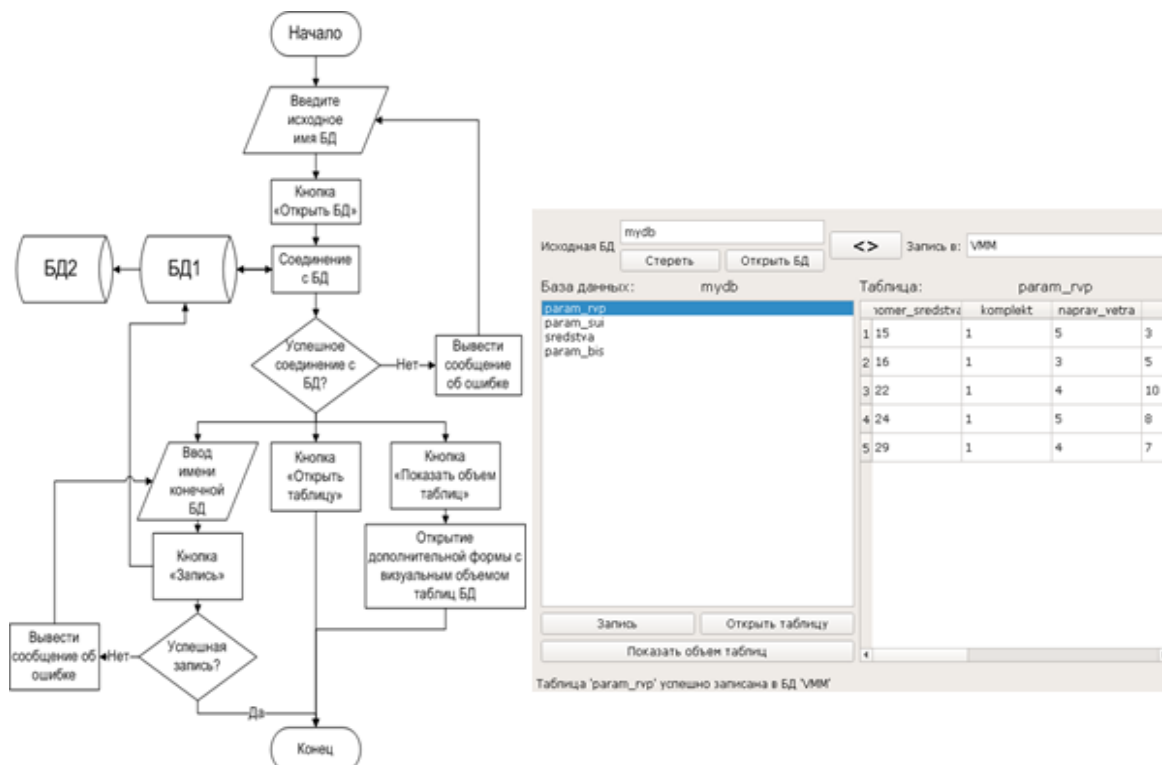 Начало
Введите
исходное
имя БД
Кнопка
«Открыть БД»
БД2
БД1
Соединение
с БД
Успешное
соединение с
БД?
Нет
Вывести
сообщение
об ошибке
Ввод
имени
конечной
БД
Кнопка
«Открыть
таблицу»
Кнопка
«Показать объем
таблиц»
Кнопка
«Запись»
Открытие
дополнительной формы с
визуальным объемом
таблиц БД
Вывести
сообщение об
ошибке
Нет
Успешная
запись?
Да
Конец
Исходная БД mydb <> Запись в: VMM
Стереть Открыть БД
База данных: mydb Таблица: param_rvp
param_rvp
param_sui
sredstva
param_bis
nomer_sredstva komplekt naprav_vetra
1 15 1 5 3
2 16 1 3 5
3 22 1 4 10
4 24 1 5 8
5 29 1 4 7
Запись Открыть таблицу
Показать объем таблиц
Таблица 'param_rvp' успешно записана в БД 'VMM'